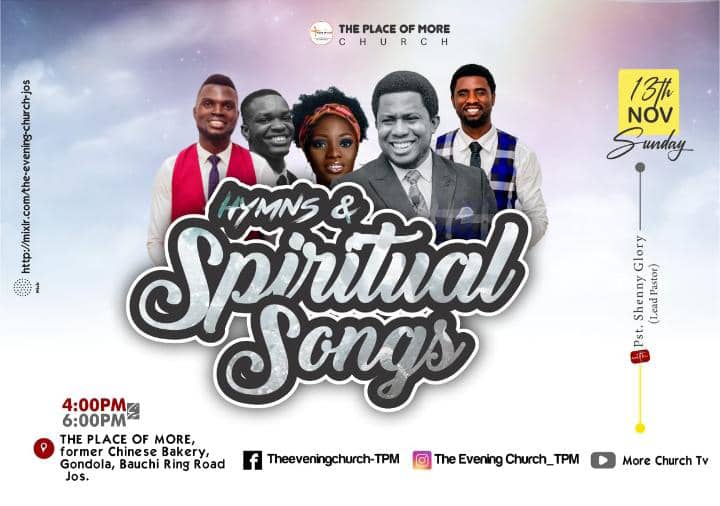 THE PLACE OF MORE
CHURCH
13th
NOV
Sunday
HYMNS &
Spiritual
Songs
http://mixlr.com/the-evening-church-jos
with
Pst. Shenny Glory
(Lead Pastor)
4:00PM
6:00PM
THE PLACE OF MORE,
former Chinese Bakery,
Gondola, Bauchi Ring Road
Jos.
Theeveningchurch-TPM
The Evening Church_TPM
More Church Tv